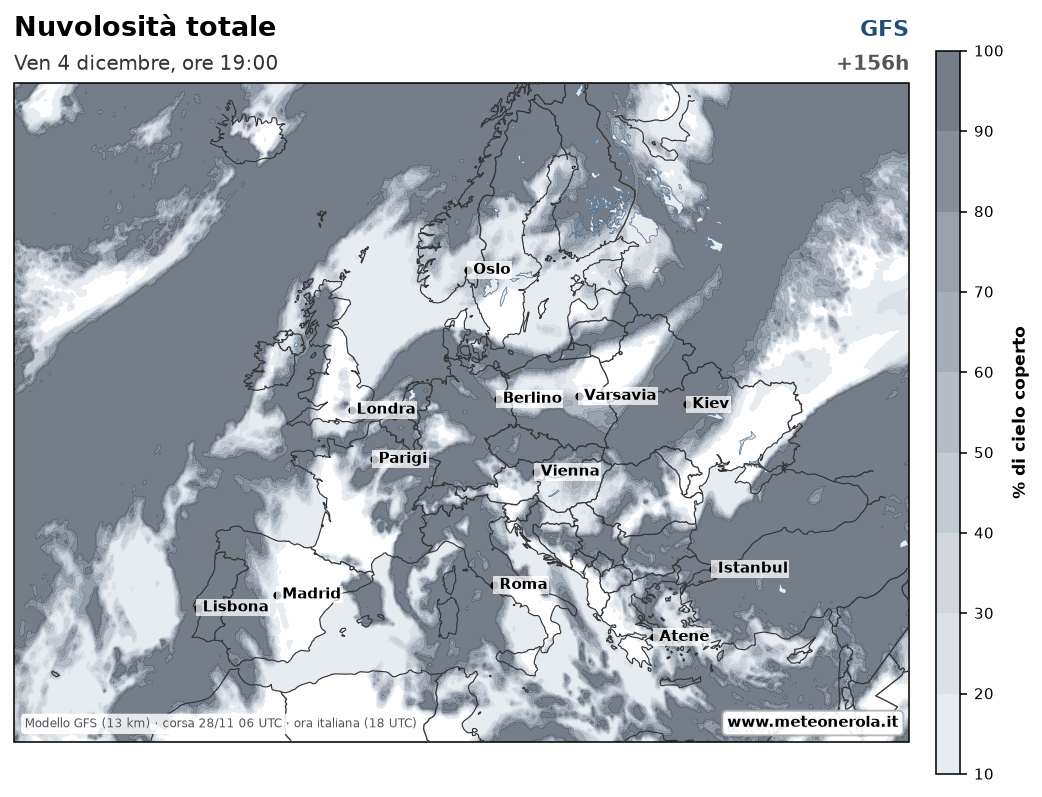 Nuvolosità totale
GFS
Ven 4 dicembre, ore 19:00
+156h
100
90
80
70
60
50
40
30
20
10
% di cielo coperto
Oslo
Berlino
Varsavia
Kiev
Londra
Parigi
Vienna
Istanbul
Roma
Madrid
Lisbona
Atene
Modello GFS (13 km) · corsa 28/11 06 UTC · ora italiana (18 UTC)
www.meteonerola.it